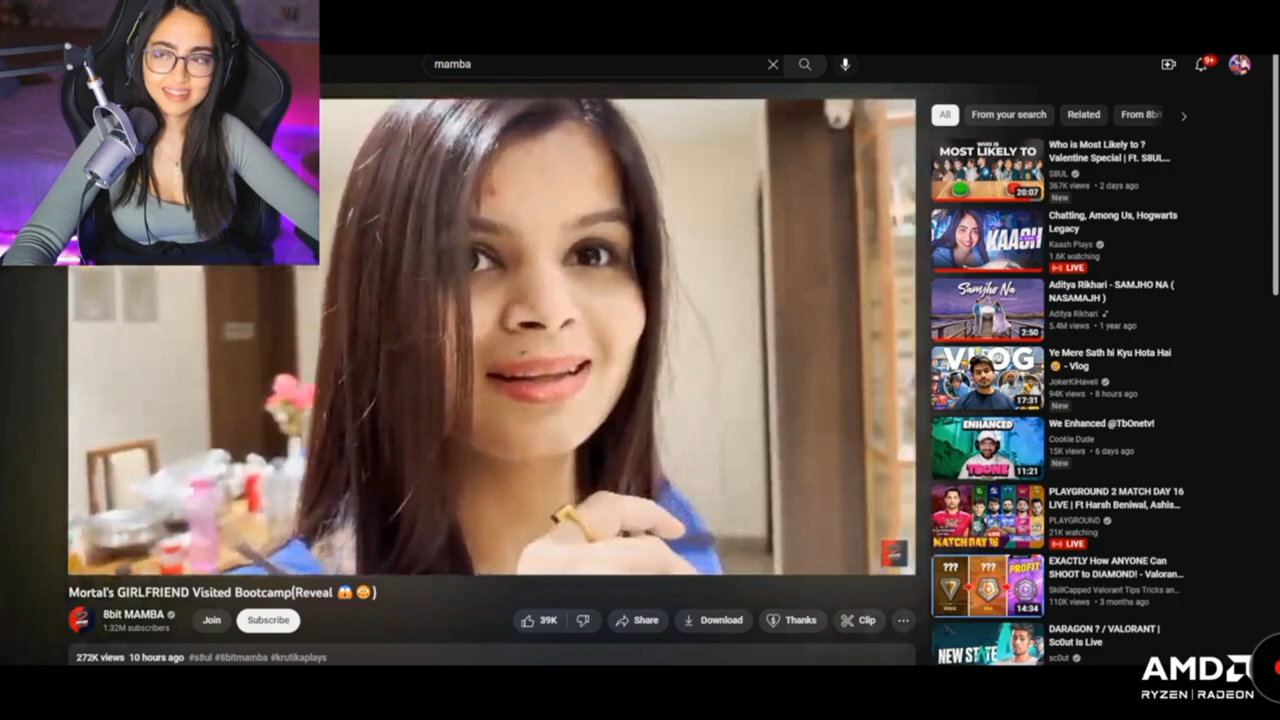 mamba
All
From your search
Related
From 8bit
MOST LIKELY TO
20:07
Who is Most Likely to ?
Valentine Special | Ft. S8UL...
S8UL
367K views • 2 days ago
New
KAASH
Chatting, Among Us, Hogwarts
Legacy
Kaash Plays
1.6K watching
LIVE
Samjho Na
2:50
Aditya Rikhari - SAMJHO NA (
NASAMAJH )
Aditya Rikhari
5.4M views • 1 year ago
VLOG
17:31
Ye Mere Sath hi Kyu Hota Hai
- Vlog
JokerKiHaveli
94K views • 8 hours ago
New
ENHANCED
11:21
We Enhanced @TbOnetv!
Cookie Dude
15K views • 6 days ago
New
MATCH DAY 16
PLAYGROUND 2 MATCH DAY 16
LIVE | Ft Harsh Beniwal, Ashis...
PLAYGROUND
21K watching
LIVE
??? ??? PROFIT
14:34
EXACTLY How ANYONE Can
SHOOT to DIAMOND! - Valoran...
SkillCapped Valorant Tips Tricks an...
110K views • 3 months ago
NEW STATE
DARAGON ? / VALORANT |
Sc0ut Is Live
sc0ut
9+
Mortal's GIRLFRIEND Visited Bootcamp(Reveal 😱 😳 )
8bit MAMBA
1.32M subscribers
Join
Subscribe
39K
Share
Download
Thanks
Clip
272K views 10 hours ago #s8ul #8bitmamba #krutikaplays
AMD
RYZEN | RADEON